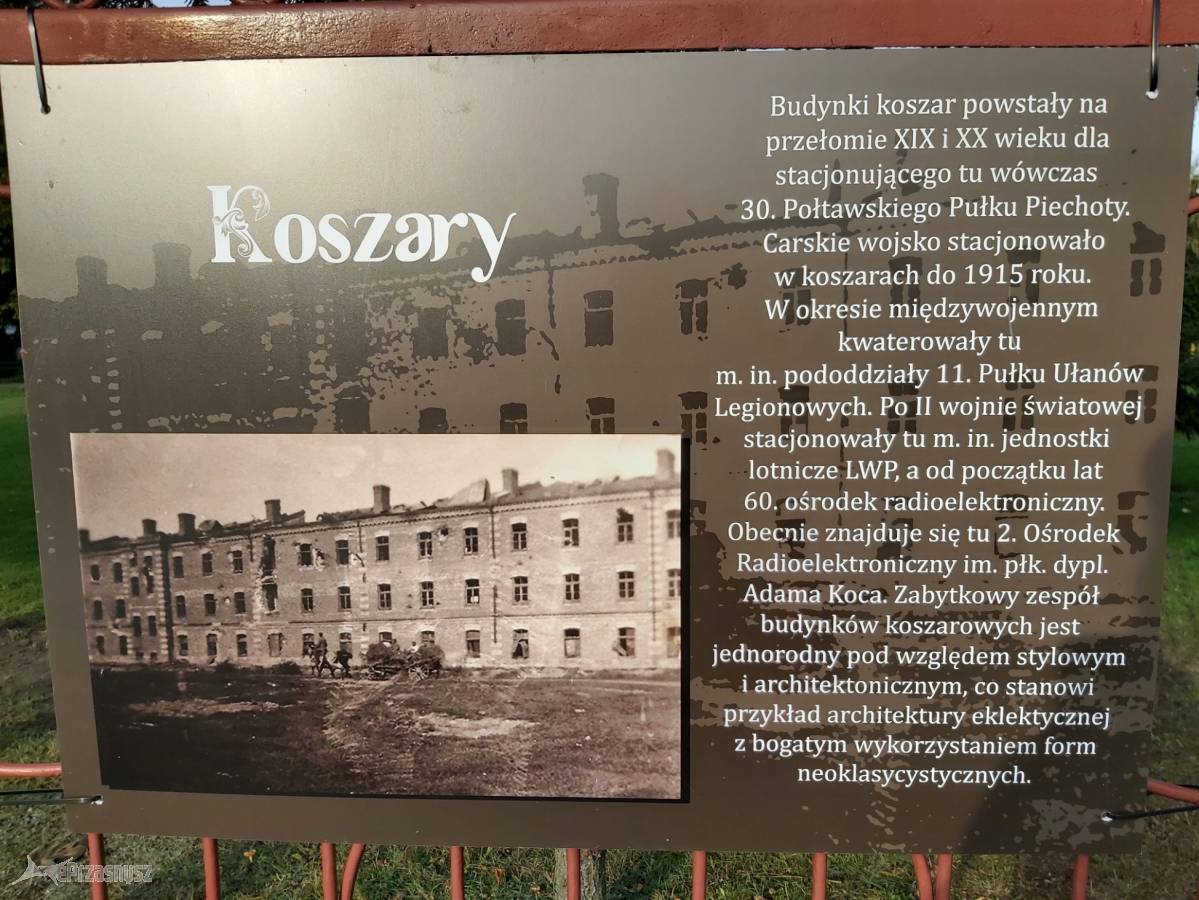 Koszary
Budynki koszar powstały na
przełomie XIX i XX wieku dla
stacjonującego tu wówczas
30. Połtawskiego Pułku Piechoty.
Carskie wojsko stacjonowało
w koszarach do 1915 roku.
W okresie międzywojennym
kwaterowały tu
m. in. pododdziały 11. Pułku Ułanów
Legionowych. Po II wojnie światowej
stacjonowały tu m. in. jednostki
lotnicze LWP, a od początku lat
60. ośrodek radioelektroniczny.
Obecnie znajduje się tu 2. Ośrodek
Radioelektroniczny im. płk. dypl.
Adama Koca. Zabytkowy zespół
budynków koszarowych jest
jednorodny pod względem stylowym
i architektonicznym, co stanowi
przykład architektury eklektycznej
z bogatym wykorzystaniem form
neoklasycystycznych.
ePrzasnysz